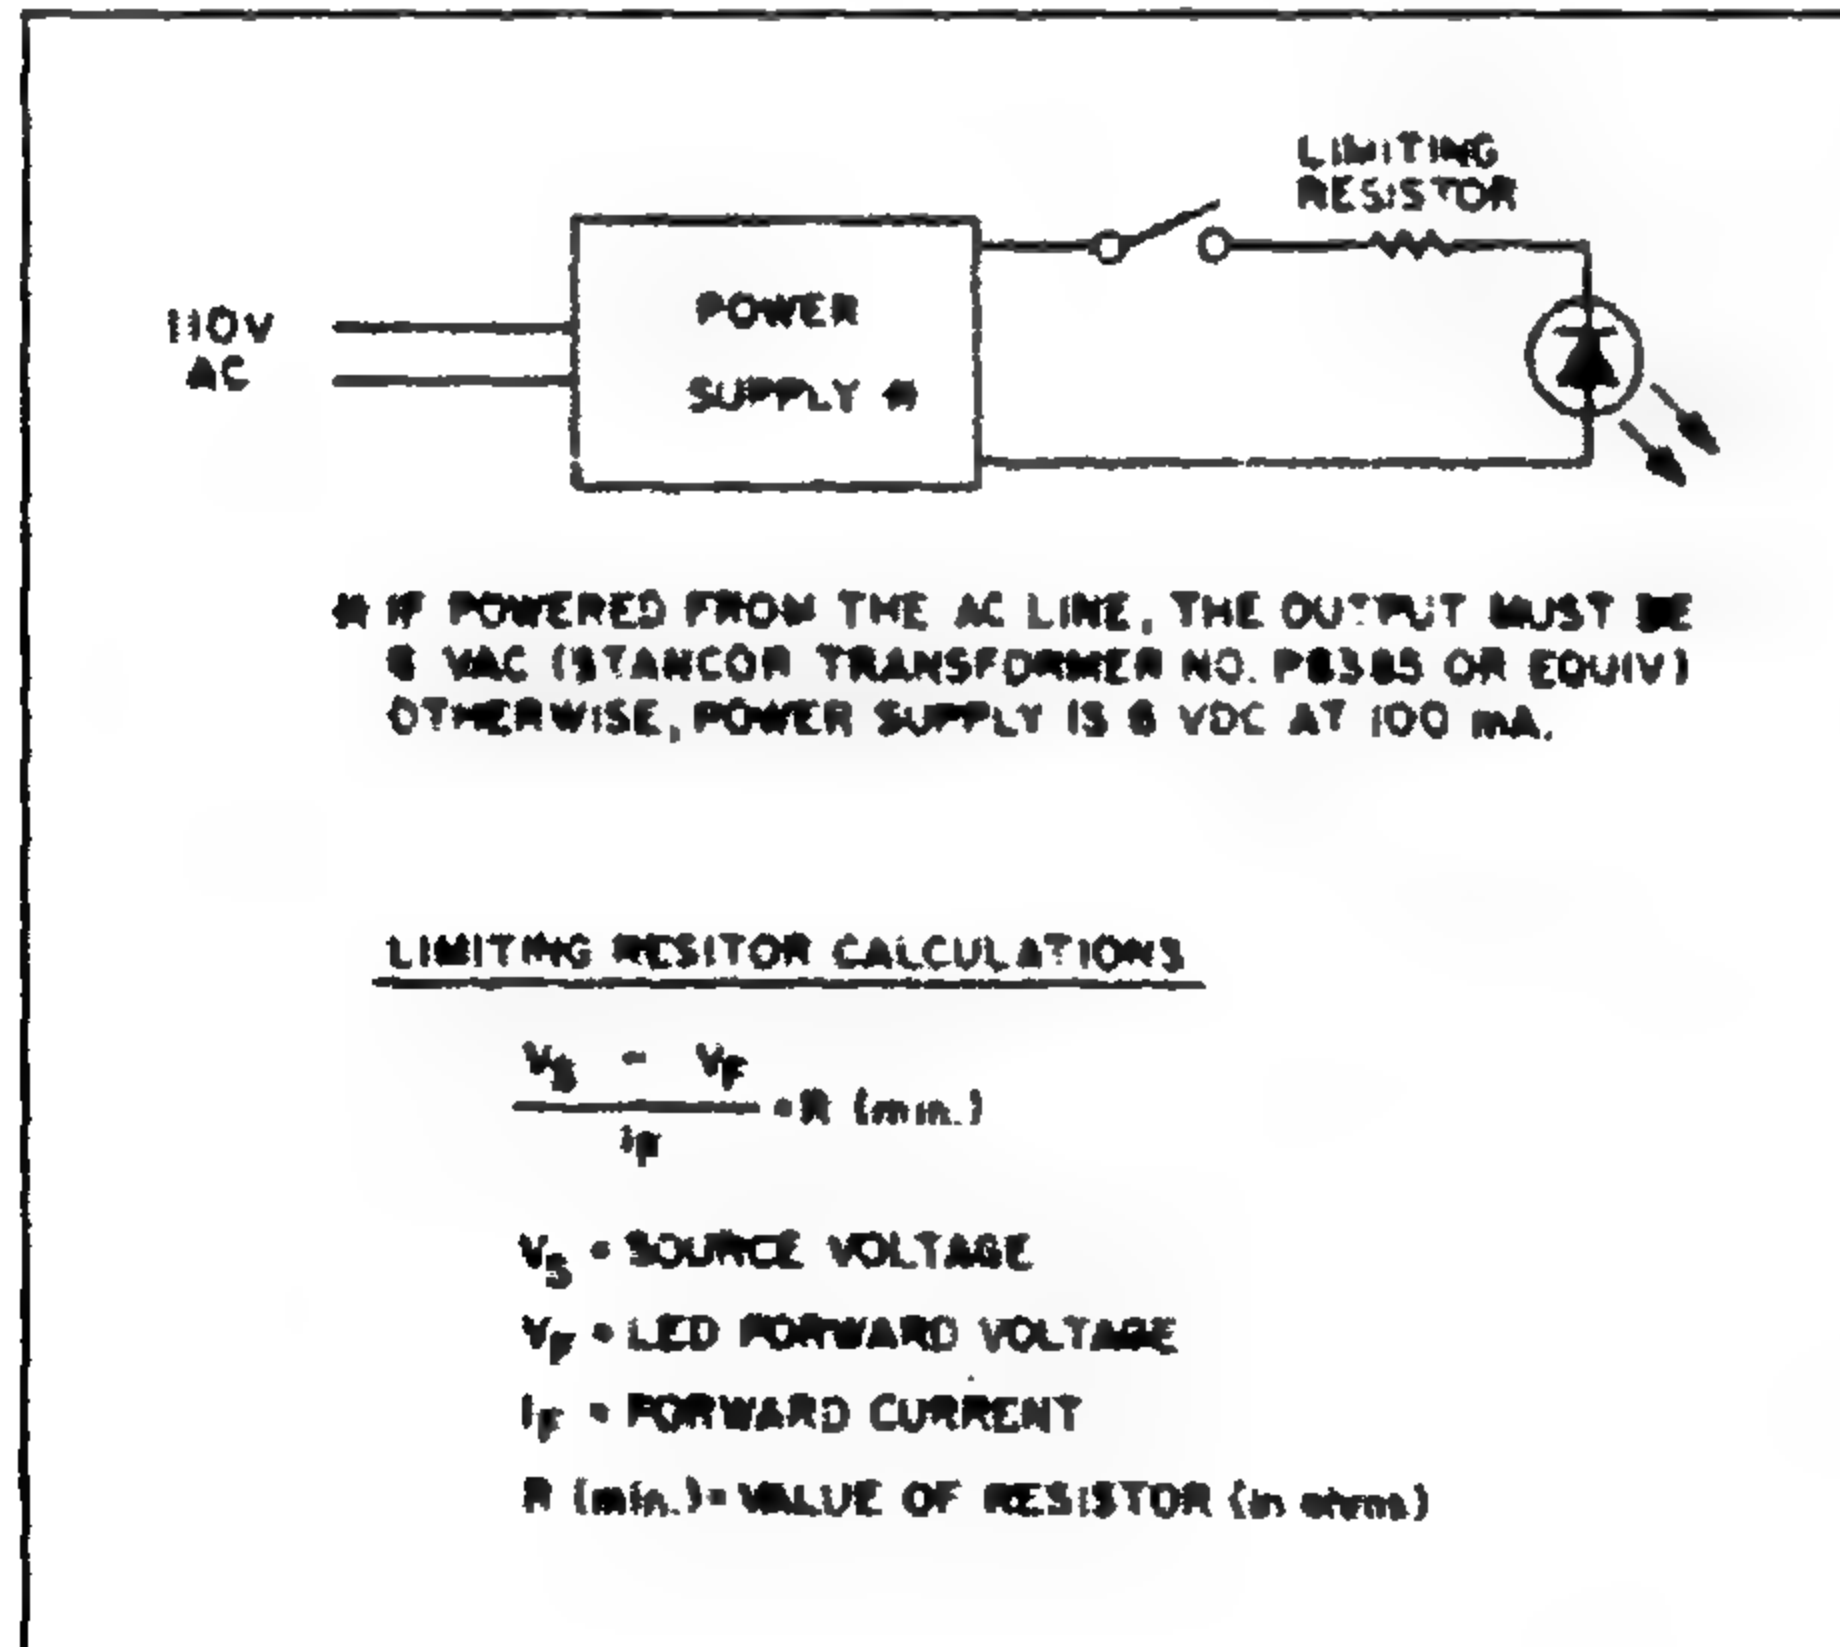 LIMITING
RESISTOR
110V
AC
POWER
SUPPLY *
* IF POWERED FROM THE AC LINE, THE OUTPUT MUST BE
VAC (STANCOR TRANSFORMER NO. OR EQUIV)
OTHERWISE, POWER SUPPLY IS 6 VDC AT 100 mA.
LIMITING RESITOR CALCULATIONS
VS - VF
= R (min.)
IF
VS = SOURCE VOLTAGE
VF = LED FORWARD VOLTAGE
IF = FORWARD CURRENT
R (min.) = VALUE OF RESISTOR (in ohms)